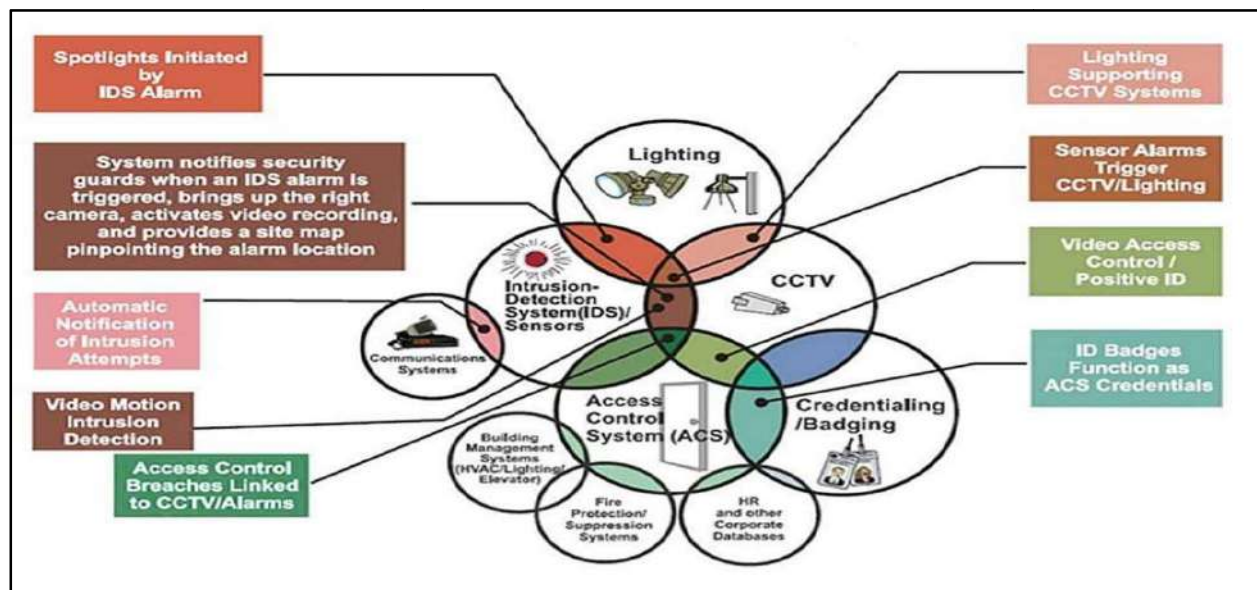 Spotlights Initiated
by
IDS Alarm
System notifies security
guards when an IDS alarm is
triggered, brings up the right
camera, activates video recording,
and provides a site map
pinpointing the alarm location
Automatic
Notification
of Intrusion
Attempts
Video Motion
Intrusion
Detection
Access Control
Breaches Linked
to CCTV/Alarms
Lighting
Intrusion-
Detection
System(IDS)/
Sensors
CCTV
Communications
Systems
Access
Control
System (ACS)
Credentialing
/Badging
Building
Management
Systems
(HVAC/Lighting/
Elevator)
Fire
Protection/
Suppression
Systems
HR
and other
Corporate
Databases
Lighting
Supporting
CCTV Systems
Sensor Alarms
Trigger
CCTV/Lighting
Video Access
Control /
Positive ID
ID Badges
Function as
ACS Credentials